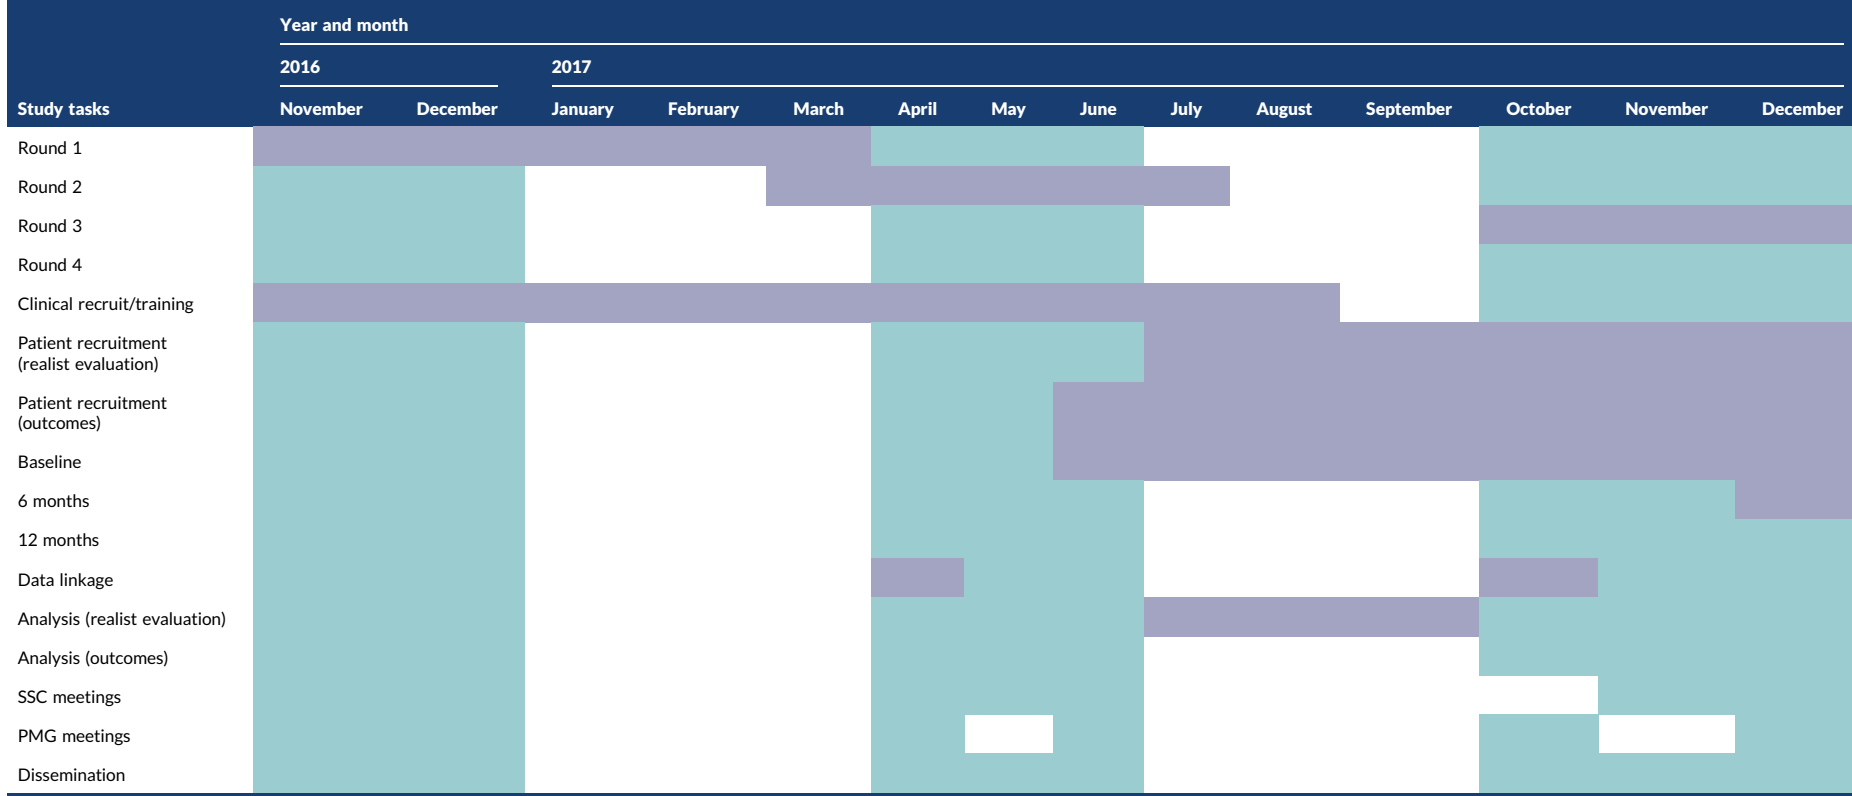 Year and month
2016 2017
Study tasks November December January February March April May June July August September October November December
Round 1
Round 2
Round 3
Round 4
Clinical recruit/training
Patient recruitment
(realist evaluation)
Patient recruitment
(outcomes)
Baseline
6 months
12 months
Data linkage
Analysis (realist evaluation)
Analysis (outcomes)
SSC meetings
PMG meetings
Dissemination